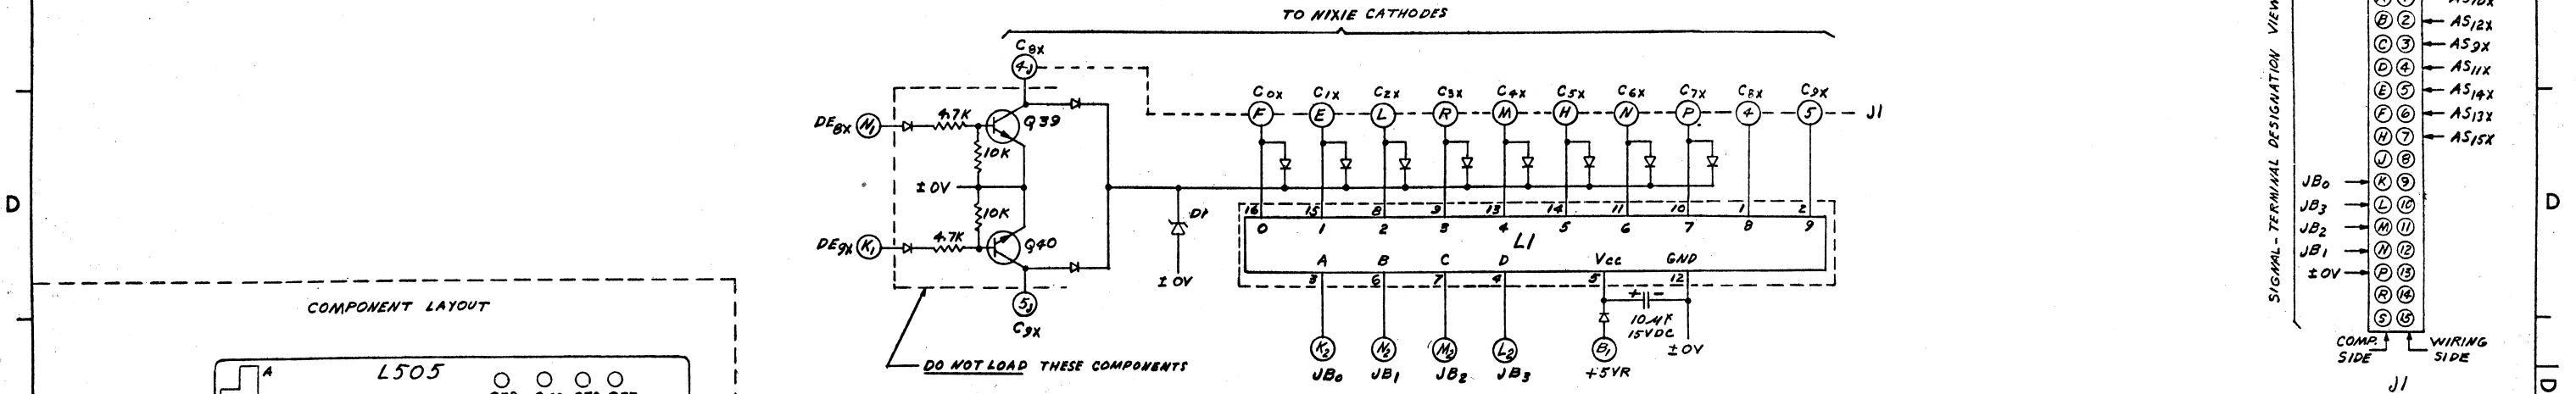 TO NIXIE CATHODES
C8X
4J
C0X C1X C2X C3X C4X C5X C6X C7X C8X C9X
F E L R M H N P 4 5 J1
DE8X N1 4.7K Q39
10K
±0V
10K
DE9X K1 4.7K Q40
5J
C9X
D1
±0V
16 15 8 9 13 14 11 10 1 2
0 1 2 3 4 5 6 7 8 9
L1
A B C D Vcc GND
3 6 7 4 5 12
+ -
10µF
15VDC
K2 N2 M2 L2 B1 ±0V
JB0 JB1 JB2 JB3 +5VR
DO NOT LOAD THESE COMPONENTS
D
COMPONENT LAYOUT
A L505
SIGNAL-TERMINAL DESIGNATION VIEW
B 2 AS12X
C 3 AS9X
D 4 AS11X
E 5 AS14X
F 6 AS13X
H 7 AS15X
J 8
JB0 K 9
JB3 L 10
JB2 M 11
JB1 N 12
±0V P 13
R 14
S 15
COMP. SIDE
WIRING SIDE
J1
D
D